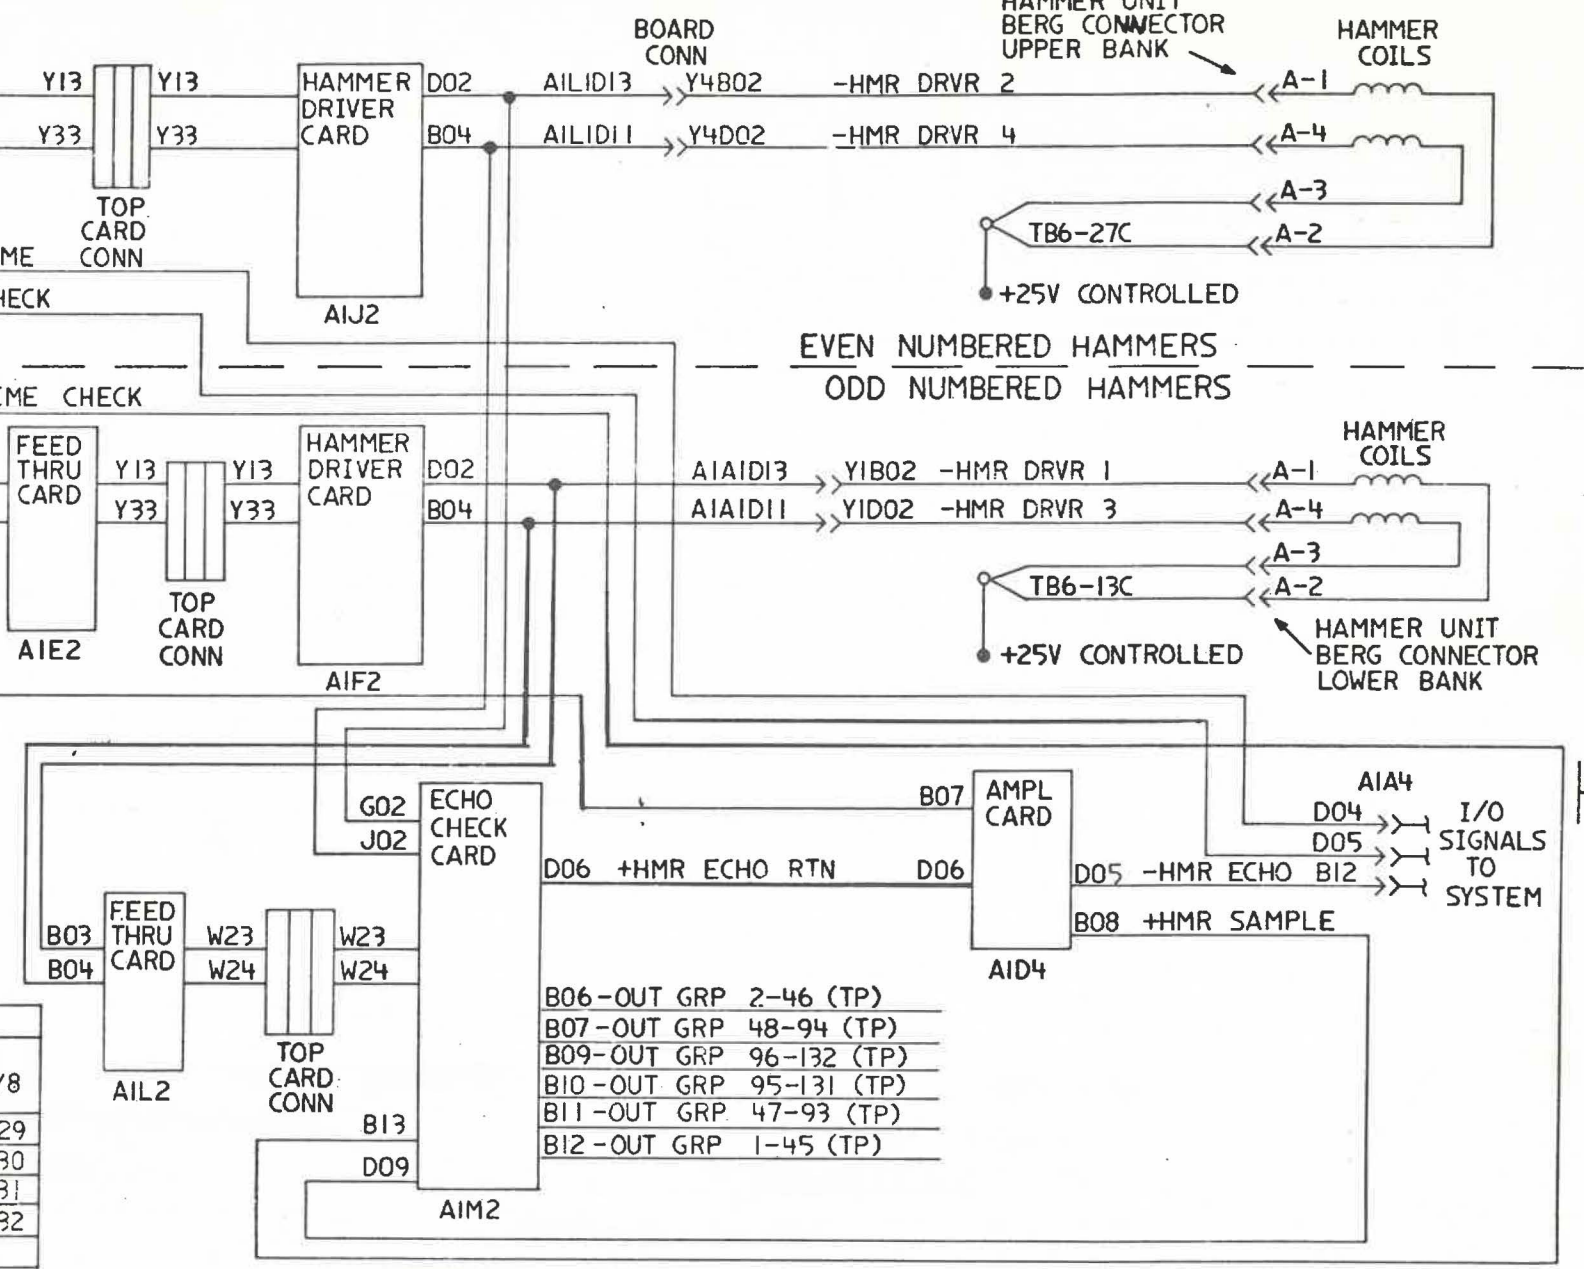 HAMMER UNIT
BERG CONNECTOR
UPPER BANK
BOARD
CONN
HAMMER
COILS
Y13
Y13
HAMMER
DRIVER
CARD
D02
A1L1D13
Y4B02
-HMR DRVR 2
A-1
Y33
Y33
B04
A1L1D11
Y4D02
-HMR DRVR 4
A-4
TOP
CARD
CONN
A-3
TB6-27C
A-2
ME
HECK
+25V CONTROLLED
A1J2
EVEN NUMBERED HAMMERS
ODD NUMBERED HAMMERS
ME CHECK
FEED
THRU
CARD
Y13
Y13
HAMMER
DRIVER
CARD
D02
A1A1D13
Y1B02
-HMR DRVR 1
A-1
HAMMER
COILS
Y33
Y33
B04
A1A1D11
Y1D02
-HMR DRVR 3
A-4
A-3
TB6-13C
A-2
TOP
CARD
CONN
A1E2
A1F2
+25V CONTROLLED
HAMMER UNIT
BERG CONNECTOR
LOWER BANK
G02
J02
ECHO
CHECK
CARD
B07
AMPL
CARD
A1A4
D04
D05
I/O
SIGNALS
TO
SYSTEM
D06 +HMR ECHO RTN D06
D05 -HMR ECHO B12
B08 +HMR SAMPLE
A1D4
B03
B04
FEED
THRU
CARD
W23
W23
W24
W24
A1L2
TOP
CARD
CONN
B06-OUT GRP 2-46 (TP)
B07-OUT GRP 48-94 (TP)
B09-OUT GRP 96-132 (TP)
B10-OUT GRP 95-131 (TP)
B11-OUT GRP 47-93 (TP)
B12-OUT GRP 1-45 (TP)
B13
D09
A1M2
29
30
31
32